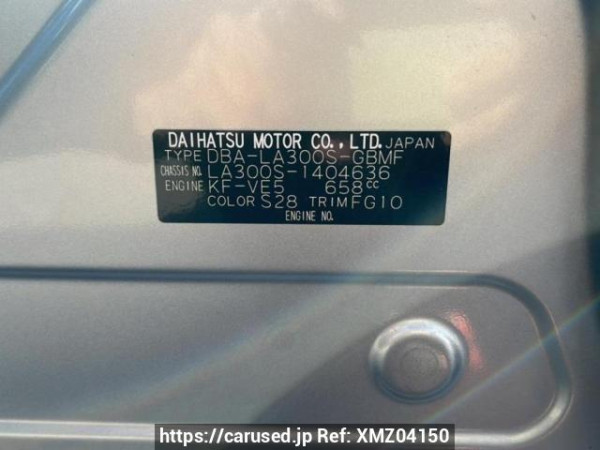 DAIHATSU MOTOR CO., LTD. JAPAN
TYPE DBA-LA300S-GBMF
CHASSIS NO. LA300S-1404636
ENGINE KF-VE5 658cc
COLOR S28 TRIM FG10
ENGINE NO.
https://carused.jp Ref: XMZ04150